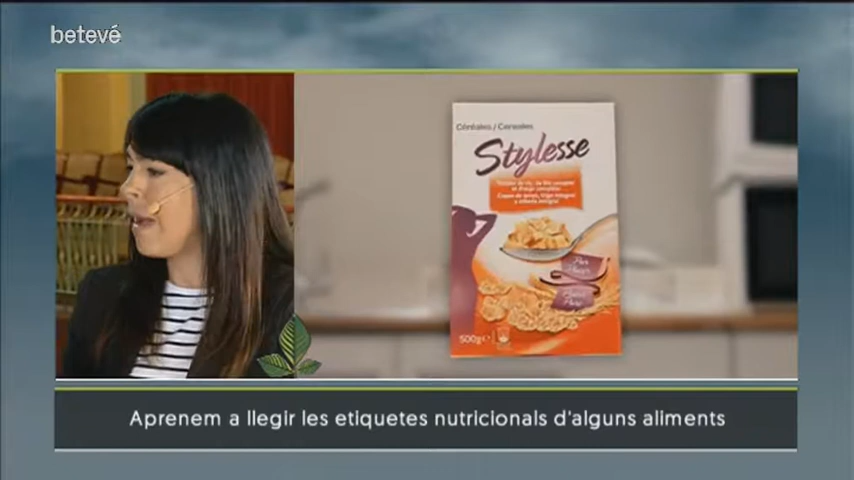 betevé
Céréales / Cereales
Stylesse
500g e
Aprenem a llegir les etiquetes nutricionals d'alguns aliments